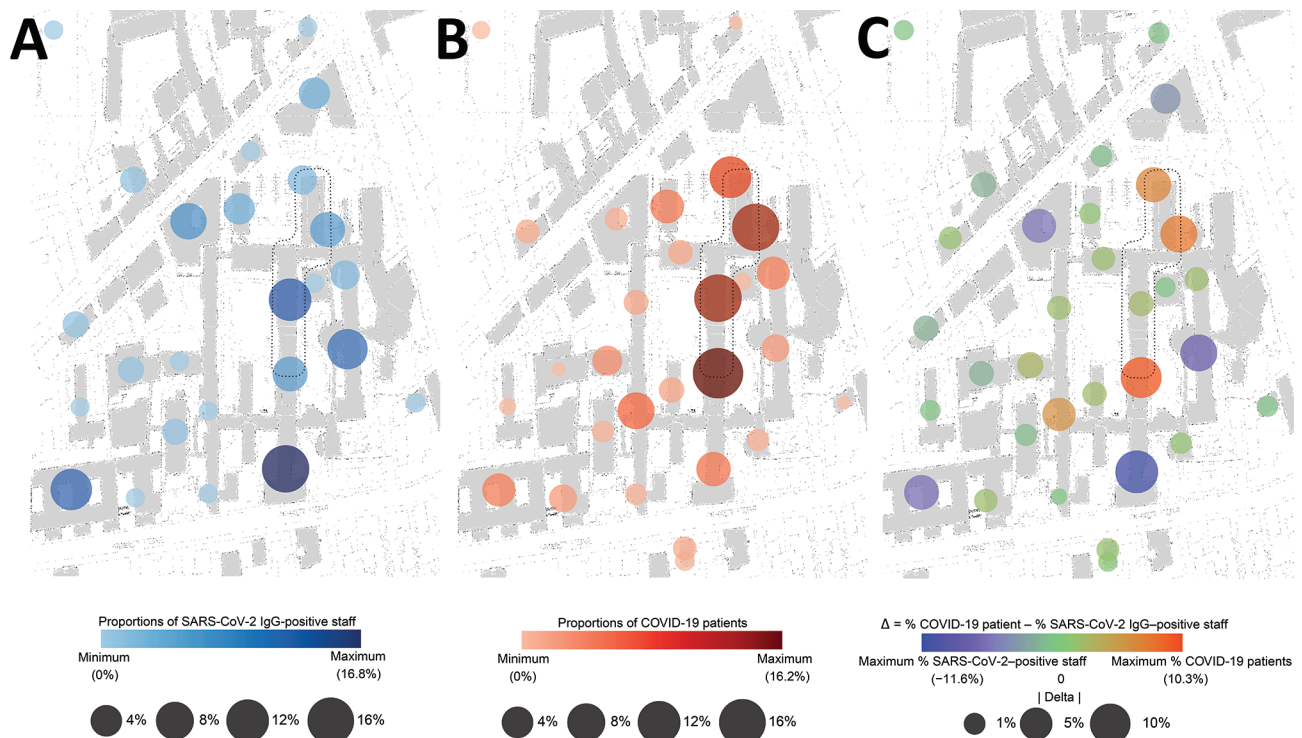 A
B
C
Proportions of SARS-CoV-2 IgG-positive staff
Minimum
(0%)
Maximum
(16.8%)
4%
8%
12%
16%
Proportions of COVID-19 patients
Minimum
(0%)
Maximum
(16.2%)
4%
8%
12%
16%
Δ = % COVID-19 patient – % SARS-CoV-2 IgG–positive staff
Maximum % SARS-CoV-2–positive staff
(−11.6%)
0
Maximum % COVID-19 patients
(10.3%)
| Delta |
1%
5%
10%